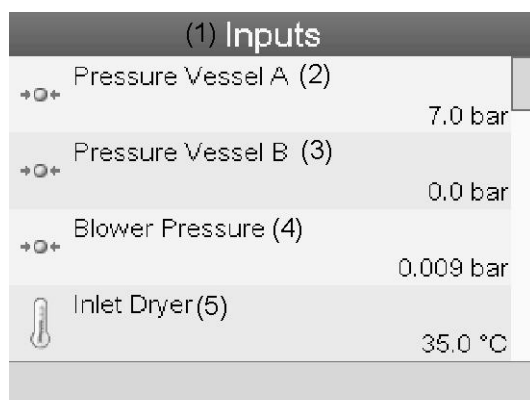 (1) Inputs
Pressure Vessel A (2)
7.0 bar
Pressure Vessel B (3)
0.0 bar
Blower Pressure (4)
0.009 bar
Inlet Dryer (5)
35.0 °C